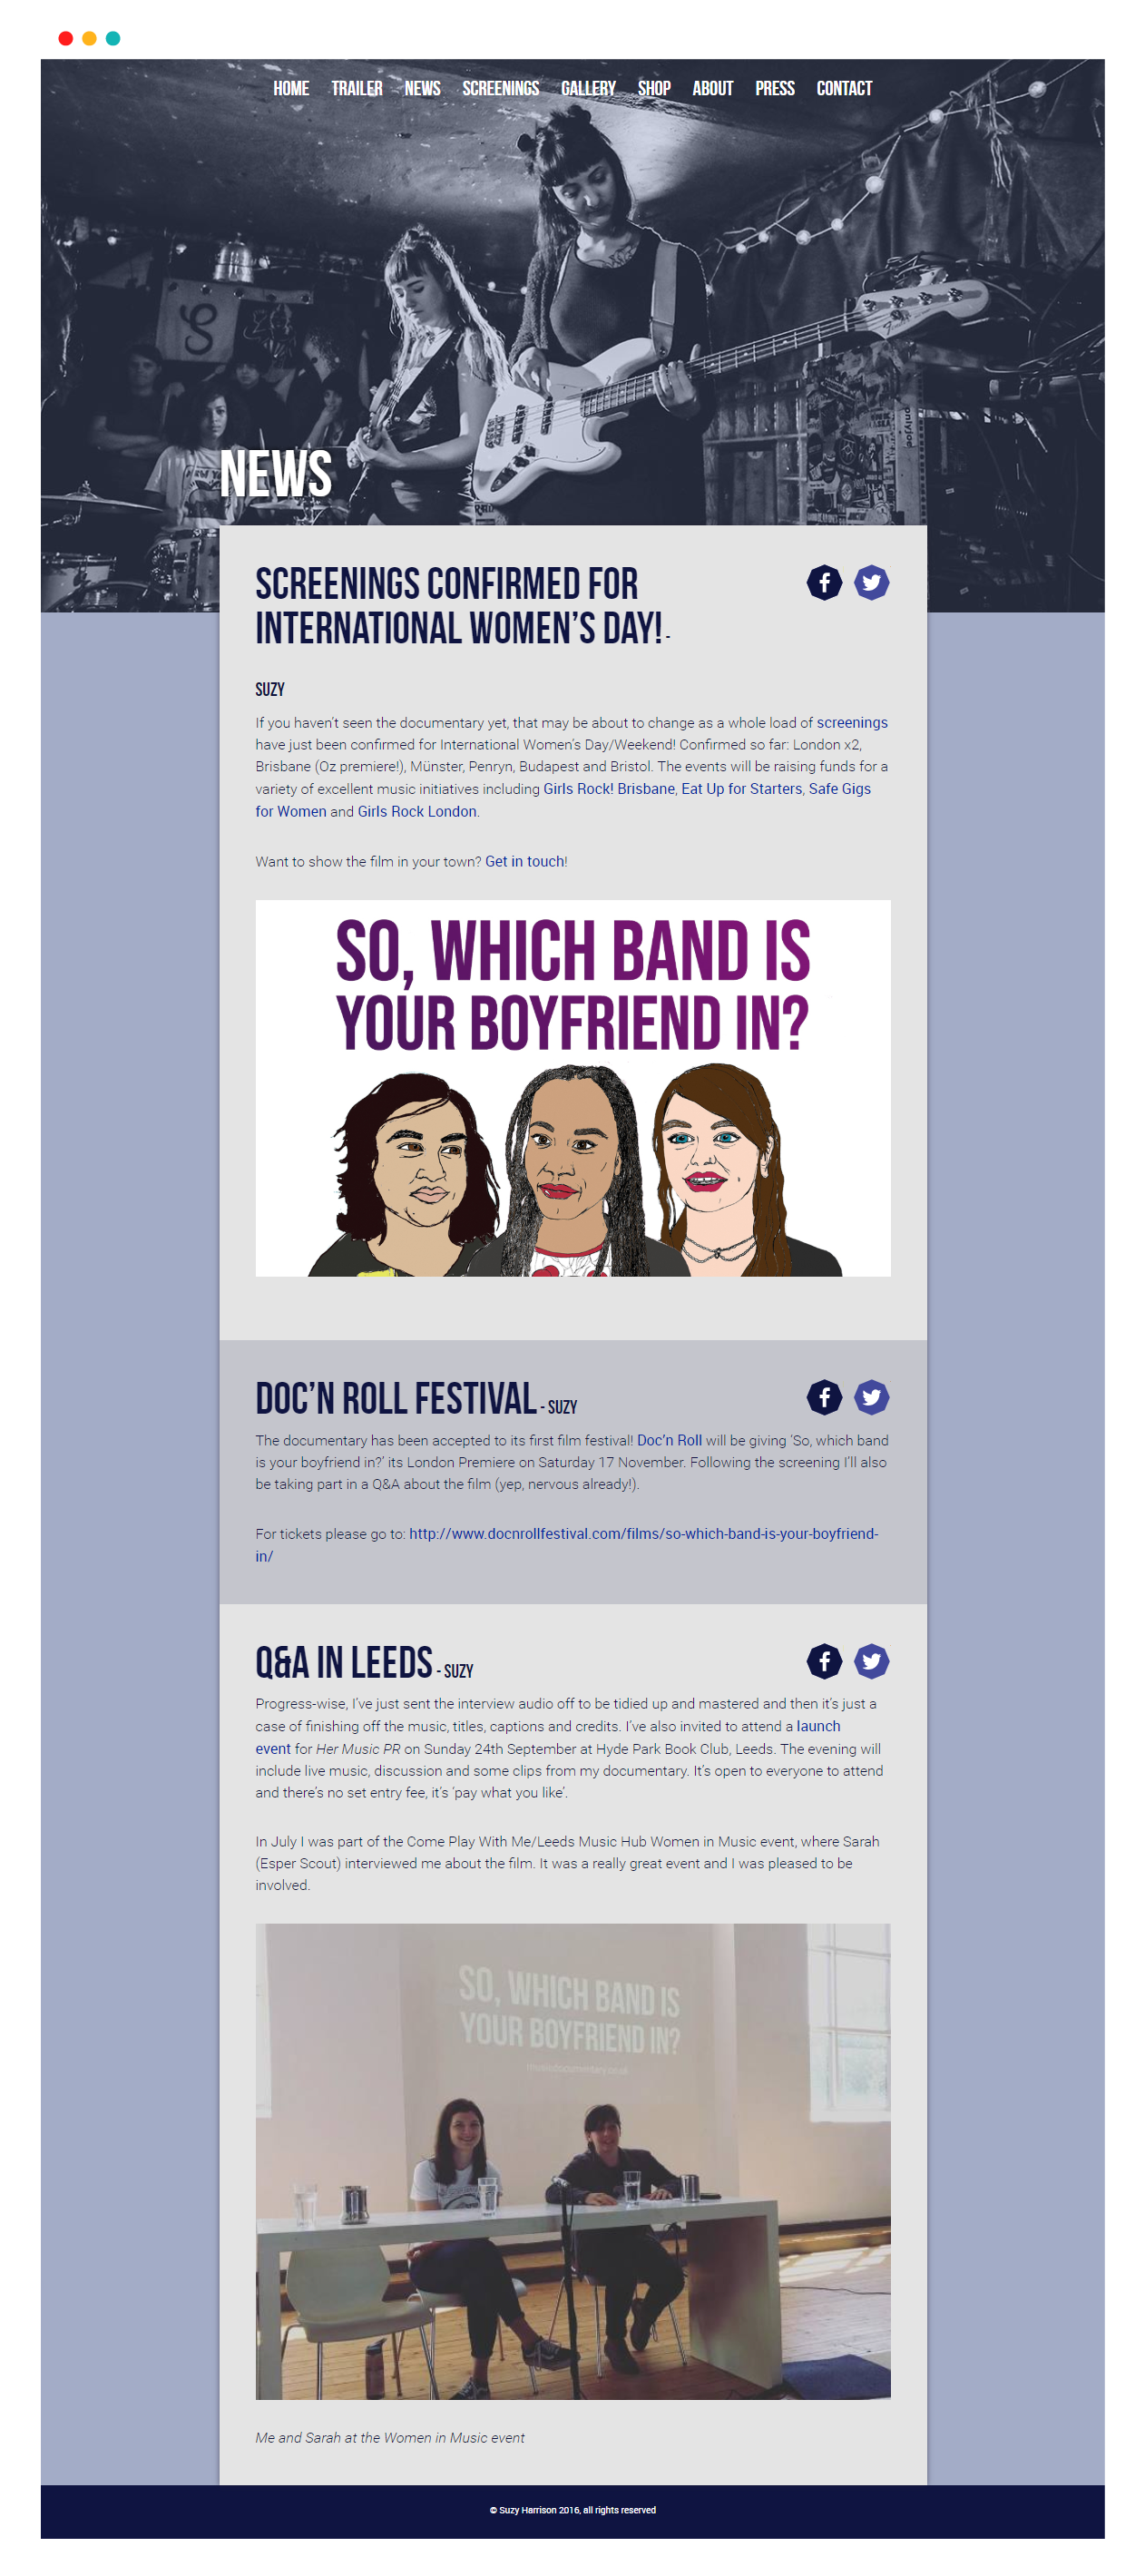 HOME TRAILER NEWS SCREENINGS GALLERY SHOP ABOUT PRESS CONTACT
onlyjoe
NEWS
SCREENINGS CONFIRMED FOR
INTERNATIONAL WOMEN’S DAY! -
SUZY
If you haven’t seen the documentary yet, that may be about to change as a whole load of screenings
have just been confirmed for International Women’s Day/Weekend! Confirmed so far: London x2,
Brisbane (Oz premiere!), Münster, Penryn, Budapest and Bristol. The events will be raising funds for a
variety of excellent music initiatives including Girls Rock! Brisbane, Eat Up for Starters, Safe Gigs
for Women and Girls Rock London.
Want to show the film in your town? Get in touch!
SO, WHICH BAND IS
YOUR BOYFRIEND IN?
DOC’N ROLL FESTIVAL - SUZY
The documentary has been accepted to its first film festival! Doc’n Roll will be giving ‘So, which band
is your boyfriend in?’ its London Premiere on Saturday 17 November. Following the screening I’ll also
be taking part in a Q&A about the film (yep, nervous already!).
For tickets please go to: http://www.docnrollfestival.com/films/so-which-band-is-your-boyfriend-
in/
Q&A IN LEEDS - SUZY
Progress-wise, I’ve just sent the interview audio off to be tidied up and mastered and then it’s just a
case of finishing off the music, titles, captions and credits. I’ve also invited to attend a launch
event for Her Music PR on Sunday 24th September at Hyde Park Book Club, Leeds. The evening will
include live music, discussion and some clips from my documentary. It’s open to everyone to attend
and there’s no set entry fee, it’s ‘pay what you like’.
In July I was part of the Come Play With Me/Leeds Music Hub Women in Music event, where Sarah
(Esper Scout) interviewed me about the film. It was a really great event and I was pleased to be
involved.
SO, WHICH BAND IS
YOUR BOYFRIEND IN?
Me and Sarah at the Women in Music event
© Suzy Harrison 2016, all rights reserved